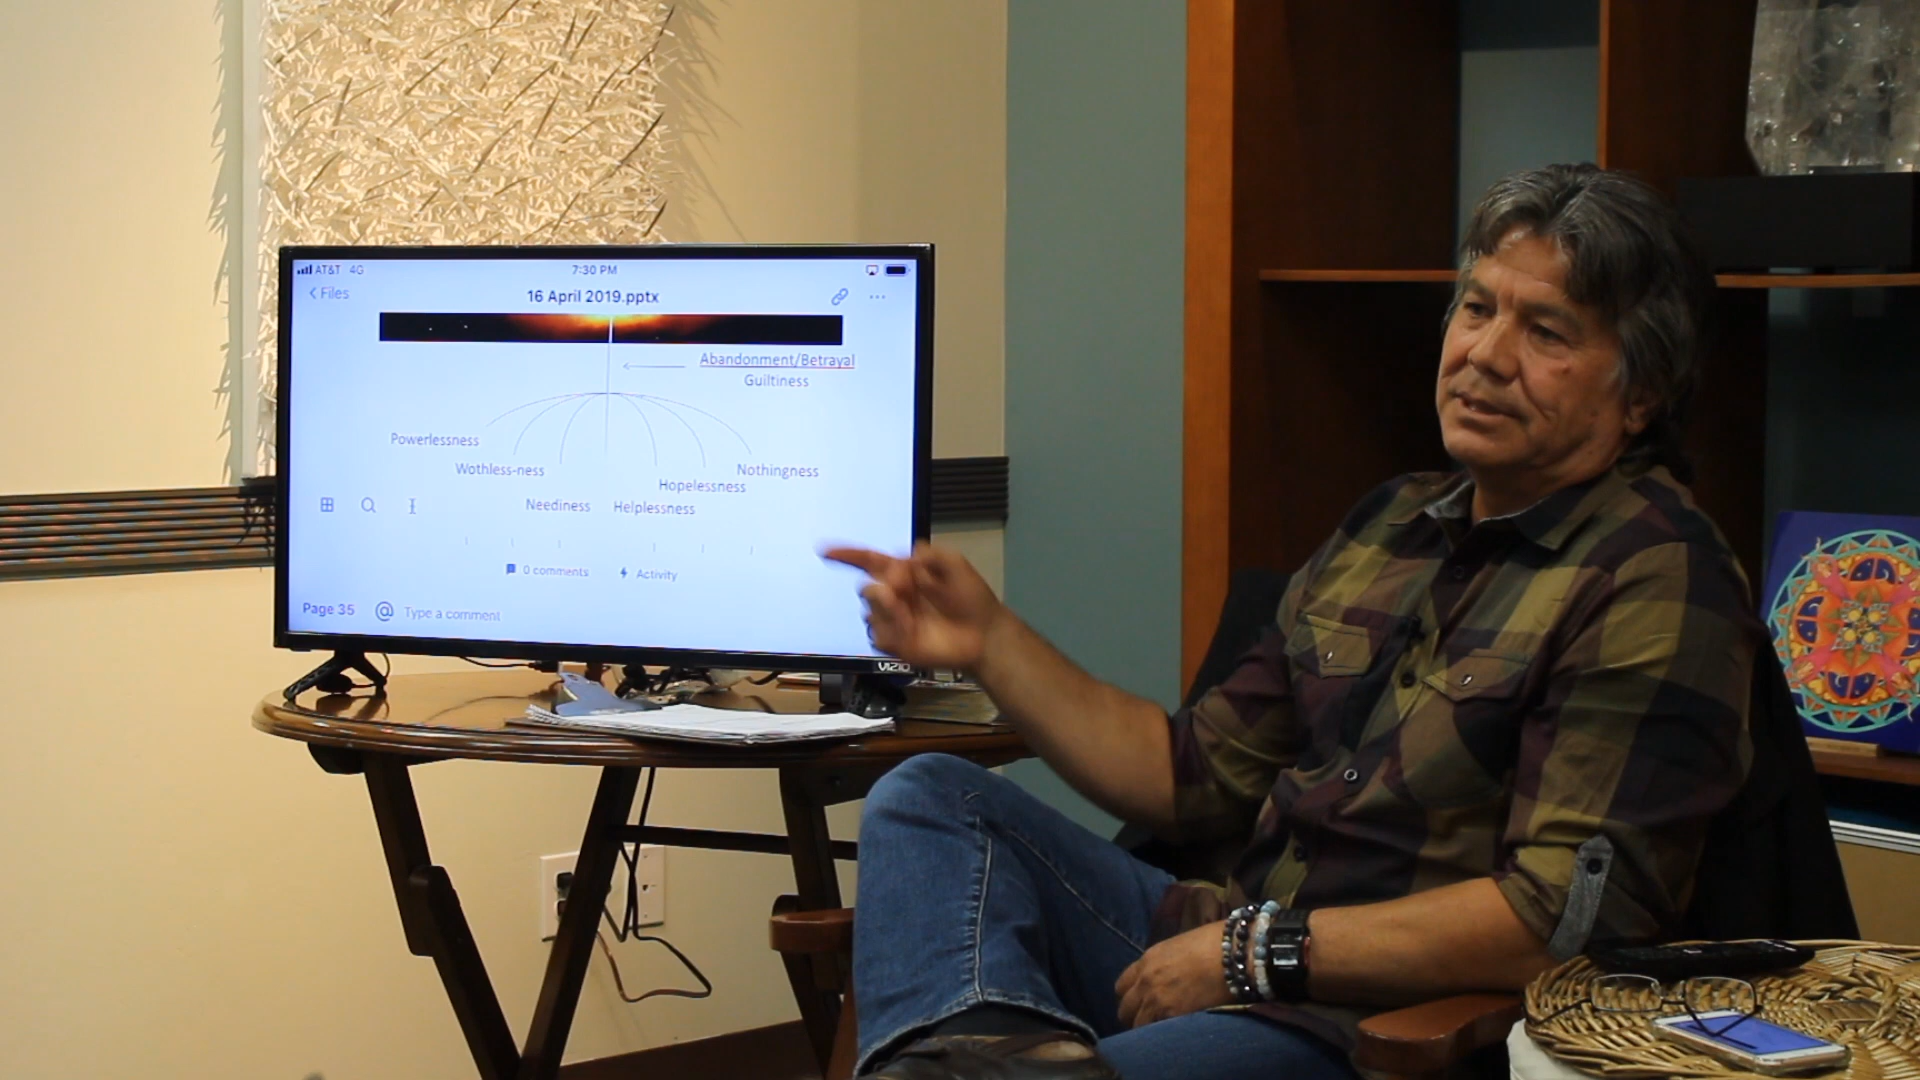 AT&T 4G 7:30 PM
Files
16 April 2019.pptx
Abandonment/Betrayal
Guiltiness
Powerlessness
Wothless-ness
Nothingness
Hopelessness
Neediness
Helplessness
0 comments Activity
Page 35 @ Type a comment
VIZIO